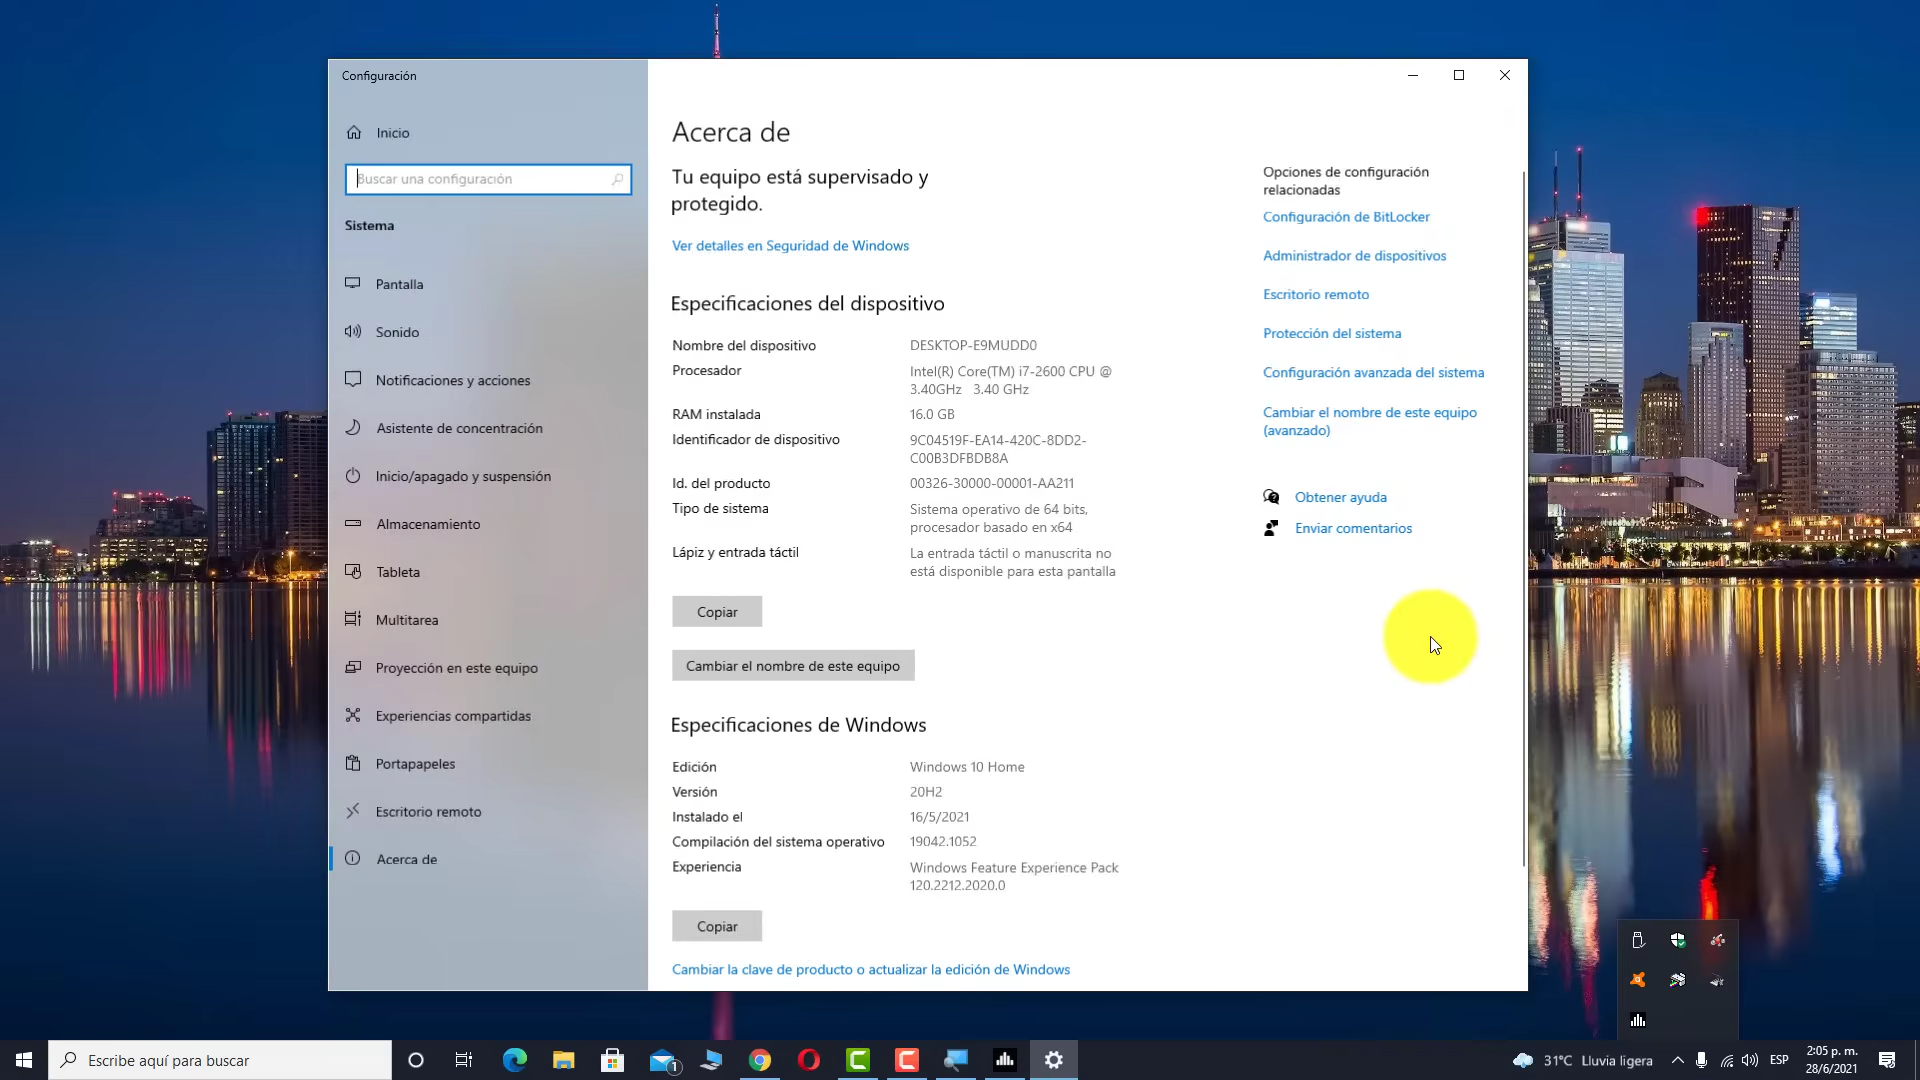 Configuración
Inicio
Buscar una configuración
Sistema
Pantalla
Sonido
Notificaciones y acciones
Asistente de concentración
Inicio/apagado y suspensión
Almacenamiento
Tableta
Multitarea
Proyección en este equipo
Experiencias compartidas
Portapapeles
Escritorio remoto
Acerca de
Acerca de
Tu equipo está supervisado y
protegido.
Ver detalles en Seguridad de Windows
Especificaciones del dispositivo
Nombre del dispositivo DESKTOP-E9MUDD0
Procesador Intel(R) Core(TM) i7-2600 CPU @
3.40GHz 3.40 GHz
RAM instalada 16.0 GB
Identificador de dispositivo 9C04519F-EA14-420C-8DD2-
C00B3DFBDB8A
Id. del producto 00326-30000-00001-AA211
Tipo de sistema Sistema operativo de 64 bits,
procesador basado en x64
Lápiz y entrada táctil La entrada táctil o manuscrita no
está disponible para esta pantalla
Copiar
Cambiar el nombre de este equipo
Especificaciones de Windows
Edición Windows 10 Home
Versión 20H2
Instalado el 16/5/2021
Compilación del sistema operativo 19042.1052
Experiencia Windows Feature Experience Pack
120.2212.2020.0
Copiar
Cambiar la clave de producto o actualizar la edición de Windows
Opciones de configuración
relacionadas
Configuración de BitLocker
Administrador de dispositivos
Escritorio remoto
Protección del sistema
Configuración avanzada del sistema
Cambiar el nombre de este equipo
(avanzado)
Obtener ayuda
Enviar comentarios
Escribe aquí para buscar
1
31°C Lluvia ligera
ESP
2:05 p. m.
28/6/2021